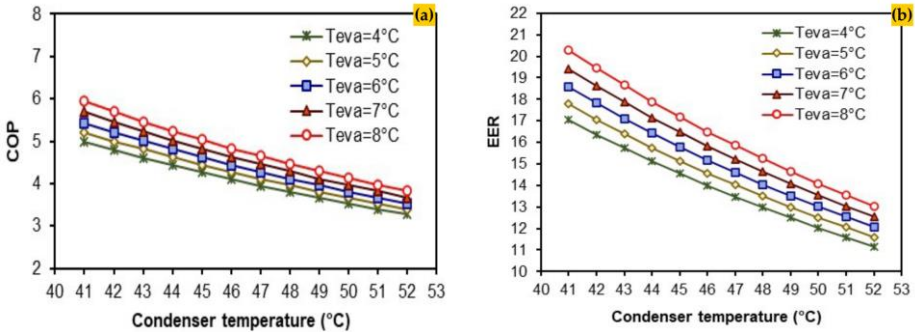 (a)
8
7
6
5
4
3
2
COP
Teva=4°C
Teva=5°C
Teva=6°C
Teva=7°C
Teva=8°C
40 41 42 43 44 45 46 47 48 49 50 51 52 53
Condenser temperature (°C)
(b)
22
21
20
19
18
17
16
15
14
13
12
11
10
EER
Teva=4°C
Teva=5°C
Teva=6°C
Teva=7°C
Teva=8°C
40 41 42 43 44 45 46 47 48 49 50 51 52 53
Condenser temperature (°C)